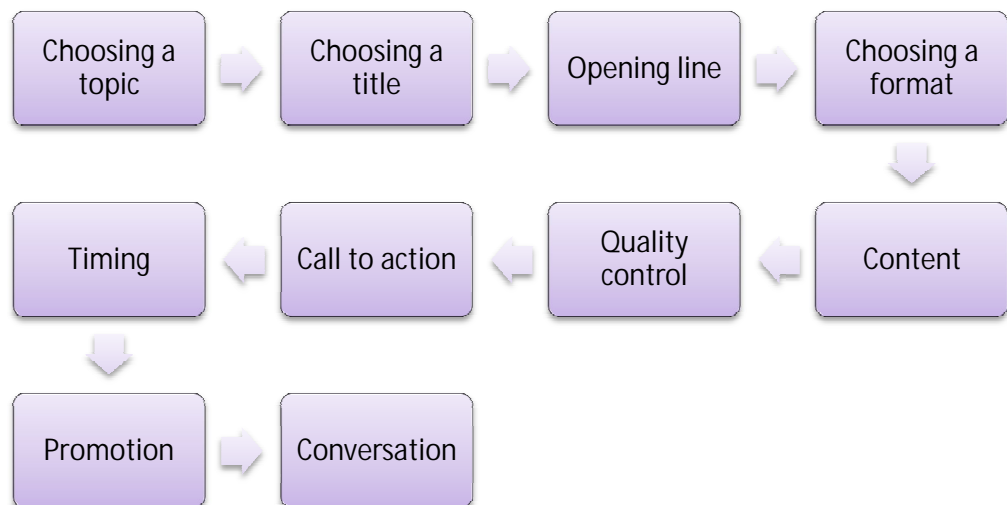 Choosing a
topic
Choosing a
title
Opening line
Choosing a
format
Content
Quality
control
Call to action
Timing
Promotion
Conversation